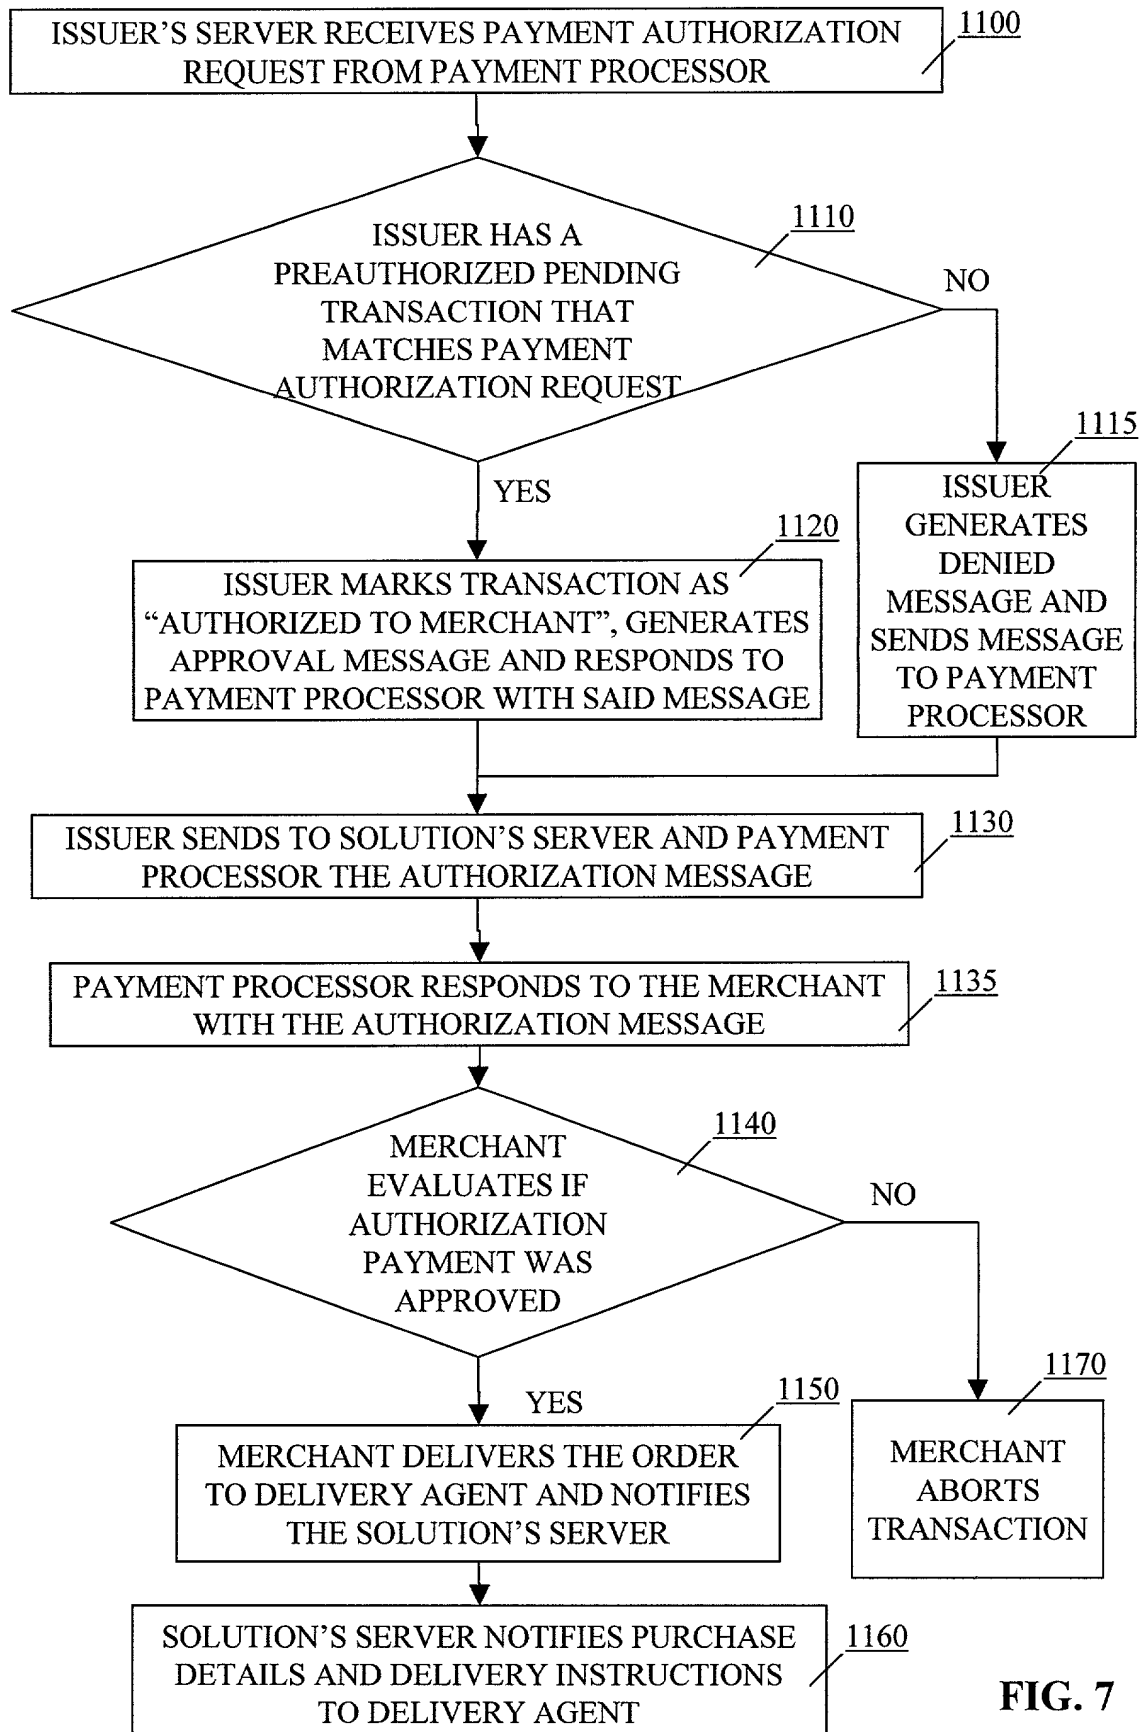 ISSUER'S SERVER RECEIVES PAYMENT AUTHORIZATION
REQUEST FROM PAYMENT PROCESSOR
1100
ISSUER HAS A
PREAUTHORIZED PENDING
TRANSACTION THAT
MATCHES PAYMENT
AUTHORIZATION REQUEST
1110
NO
YES
1115
ISSUER
GENERATES
DENIED
MESSAGE AND
SENDS MESSAGE
TO PAYMENT
PROCESSOR
1120
ISSUER MARKS TRANSACTION AS
“AUTHORIZED TO MERCHANT”, GENERATES
APPROVAL MESSAGE AND RESPONDS TO
PAYMENT PROCESSOR WITH SAID MESSAGE
ISSUER SENDS TO SOLUTION'S SERVER AND PAYMENT
PROCESSOR THE AUTHORIZATION MESSAGE
1130
PAYMENT PROCESSOR RESPONDS TO THE MERCHANT
WITH THE AUTHORIZATION MESSAGE
1135
MERCHANT
EVALUATES IF
AUTHORIZATION
PAYMENT WAS
APPROVED
1140
NO
YES
1150
MERCHANT DELIVERS THE ORDER
TO DELIVERY AGENT AND NOTIFIES
THE SOLUTION'S SERVER
1170
MERCHANT
ABORTS
TRANSACTION
SOLUTION'S SERVER NOTIFIES PURCHASE
DETAILS AND DELIVERY INSTRUCTIONS
TO DELIVERY AGENT
1160
FIG. 7